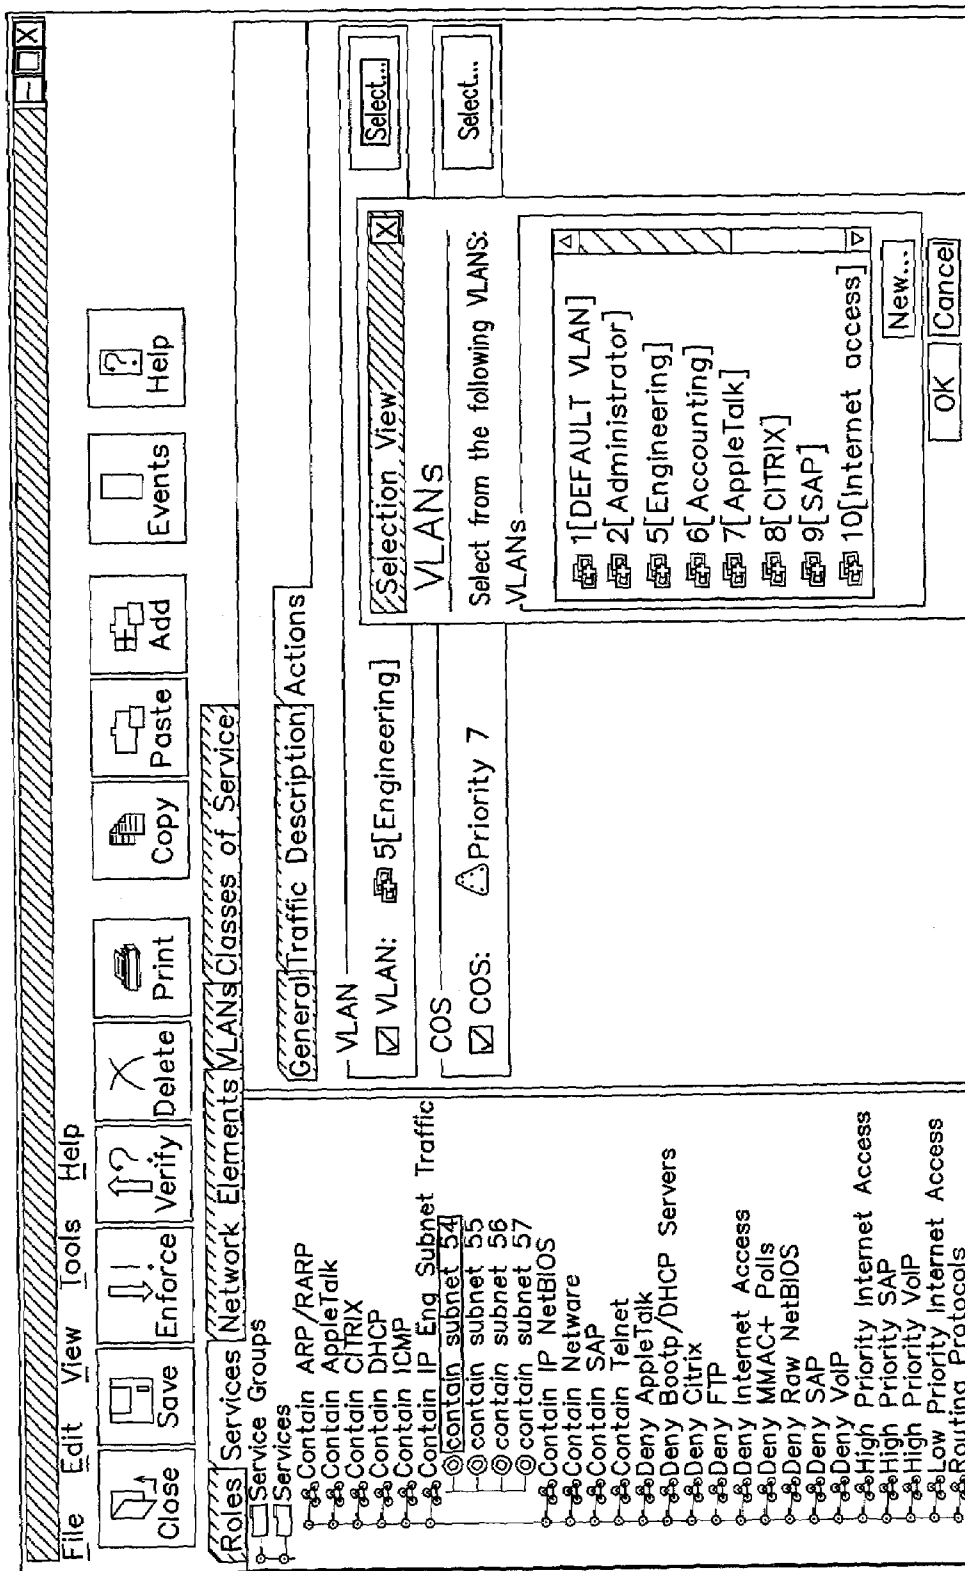 File Edit View Tools Help
Close Save Enforce Verify Delete Print Copy Paste Add Events Help
Roles Services Network Elements VLANs Classes of Service
Service Groups
Services
Contain ARP/RARP
Contain AppleTalk
Contain CITRIX
Contain DHCP
Contain ICMP
Contain IP Eng Subnet Traffic
contain subnet 54
contain subnet 55
contain subnet 56
contain subnet 57
Contain IP NetBIOS
Contain Netware
Contain SAP
Contain Telnet
Deny AppleTalk
Deny Bootp/DHCP Servers
Deny Citrix
Deny FTP
Deny Internet Access
Deny MMAC+ Polls
Deny Raw NetBIOS
Deny SAP
Deny VoIP
High Priority Internet Access
High Priority SAP
High Priority VoIP
Low Priority Internet Access
Routing Protocols
General Traffic Description Actions
VLAN
VLAN: 5[Engineering] Select...
COS
COS: Priority 7 Select...
Selection View X
VLANs
Select from the following VLANS:
VLANs
1[DEFAULT VLAN]
2[Administrator]
5[Engineering]
6[Accounting]
7[AppleTalk]
8[CITRIX]
9[SAP]
10[Internet access]
New...
OK Cancel